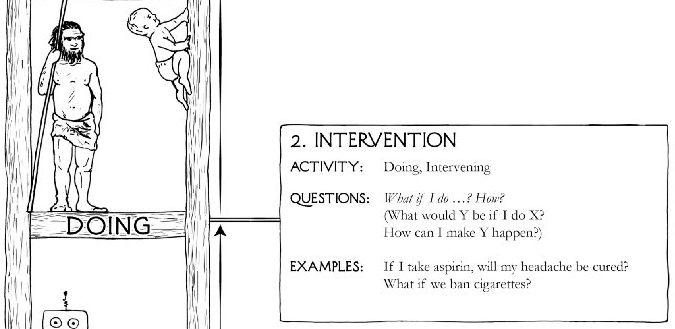 DOING
2. INTERVENTION
ACTIVITY: Doing, Intervening
QUESTIONS: What if I do …? How?
(What would Y be if I do X?
How can I make Y happen?)
EXAMPLES: If I take aspirin, will my headache be cured?
What if we ban cigarettes?